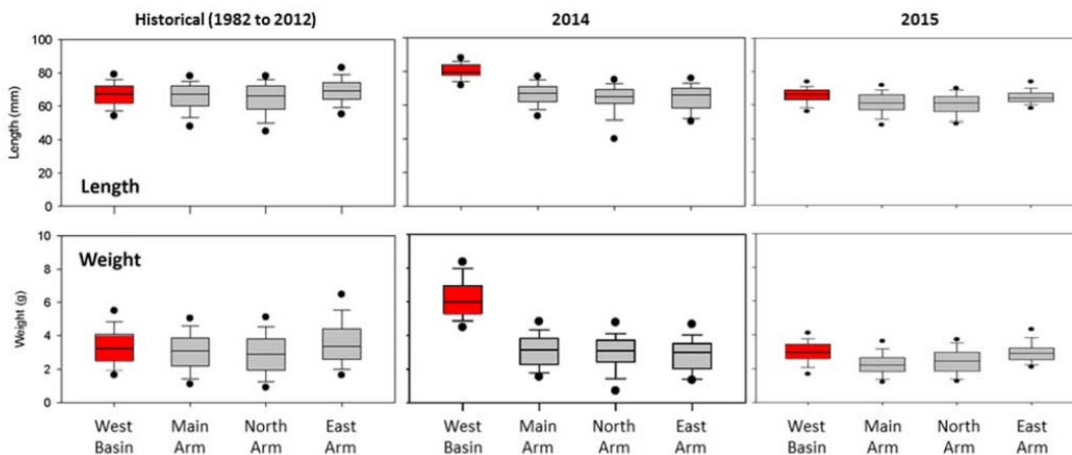 Historical (1982 to 2012) 2014 2015
100
80
60
40
20
0
Length (mm)
Length
10
8
6
4
2
0
Weight (g)
Weight
West Main North East West Main North East West Main North East
Basin Arm Arm Arm Basin Arm Arm Arm Basin Arm Arm Arm